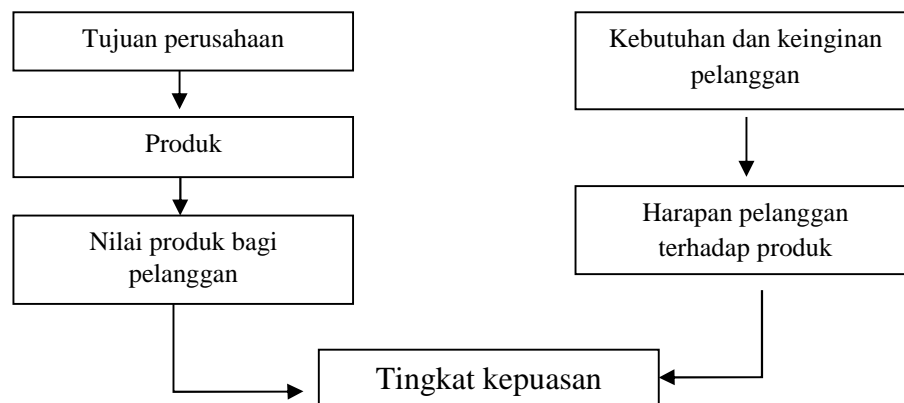 Tujuan perusahaan
Produk
Nilai produk bagi
pelanggan
Kebutuhan dan keinginan
pelanggan
Harapan pelanggan
terhadap produk
Tingkat kepuasan